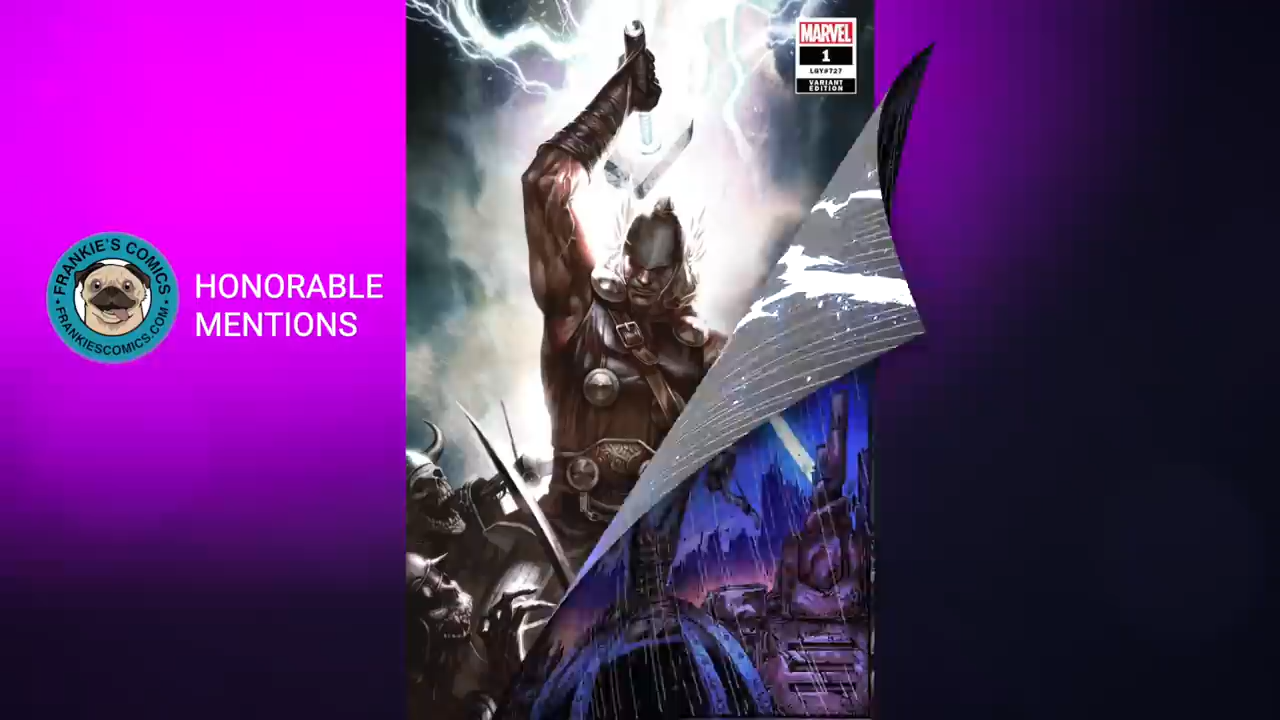 FRANKIE'S COMICS
FRANKIESCOMICS.COM
HONORABLE
MENTIONS
MARVEL
1
LGY#727
VARIANT
EDITION